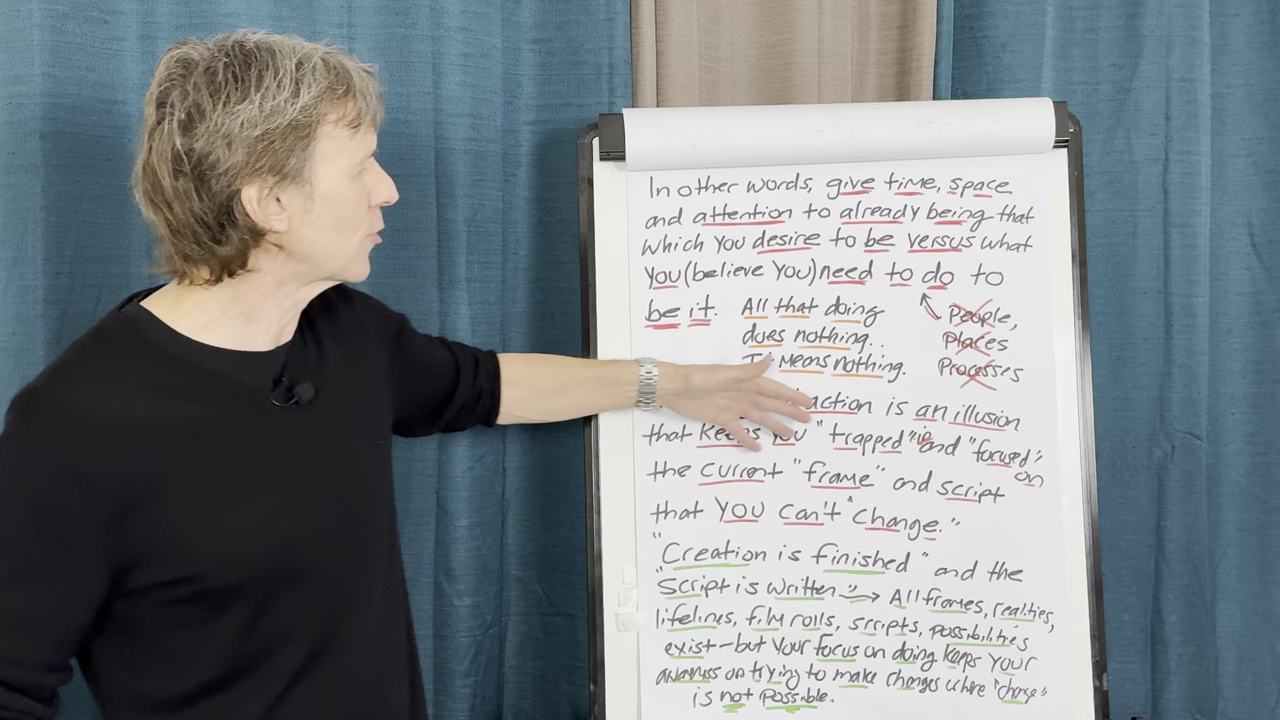 In other words, give time, space
and attention to already being that
which you desire to be versus what
you (believe you) need to do to
be it.
All that doing
does nothing..
means nothing.
People,
Places
Processes
action is an illusion
that keeps you "trapped" in and "focused" on
the current "frame" and script
that you can't "change."
"Creation is finished" and the
"script is written" → All frames, realities,
lifelines, film rolls, scripts, possibilities
exist—but your focus on doing keeps your
awareness on trying to make changes where "change"
is not possible.